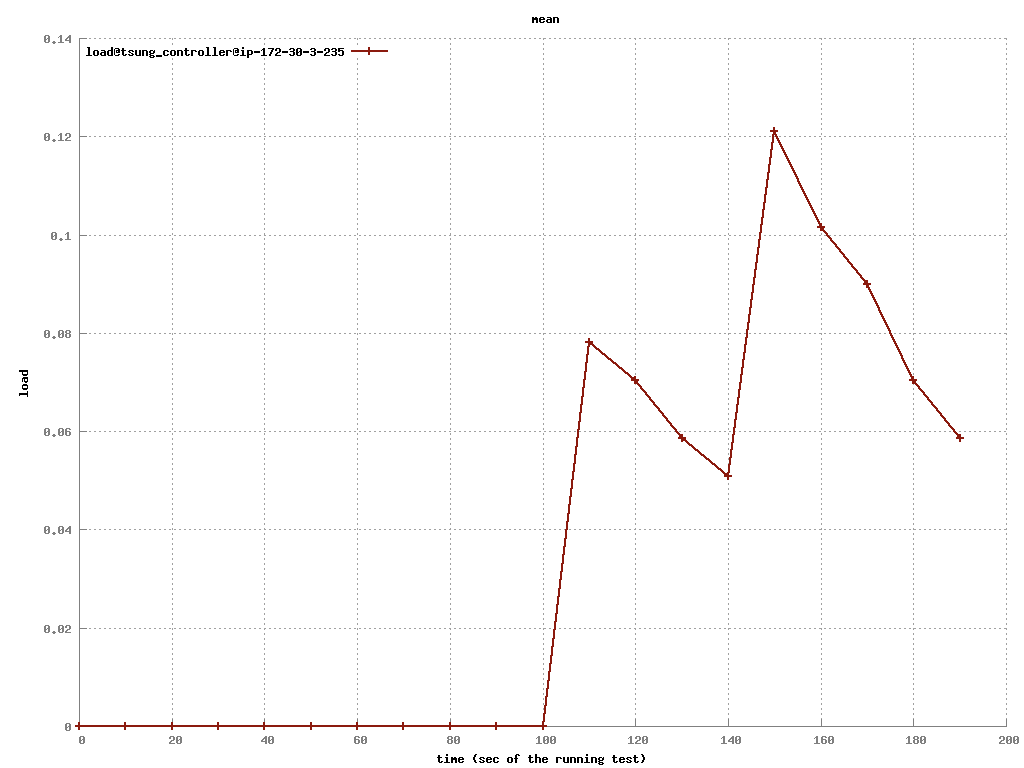 mean
0.14
load@tsung_controller@ip-172-30-3-235
0.12
0.1
0.08
load
0.06
0.04
0.02
0
0 20 40 60 80 100 120 140 160 180 200
time (sec of the running test)